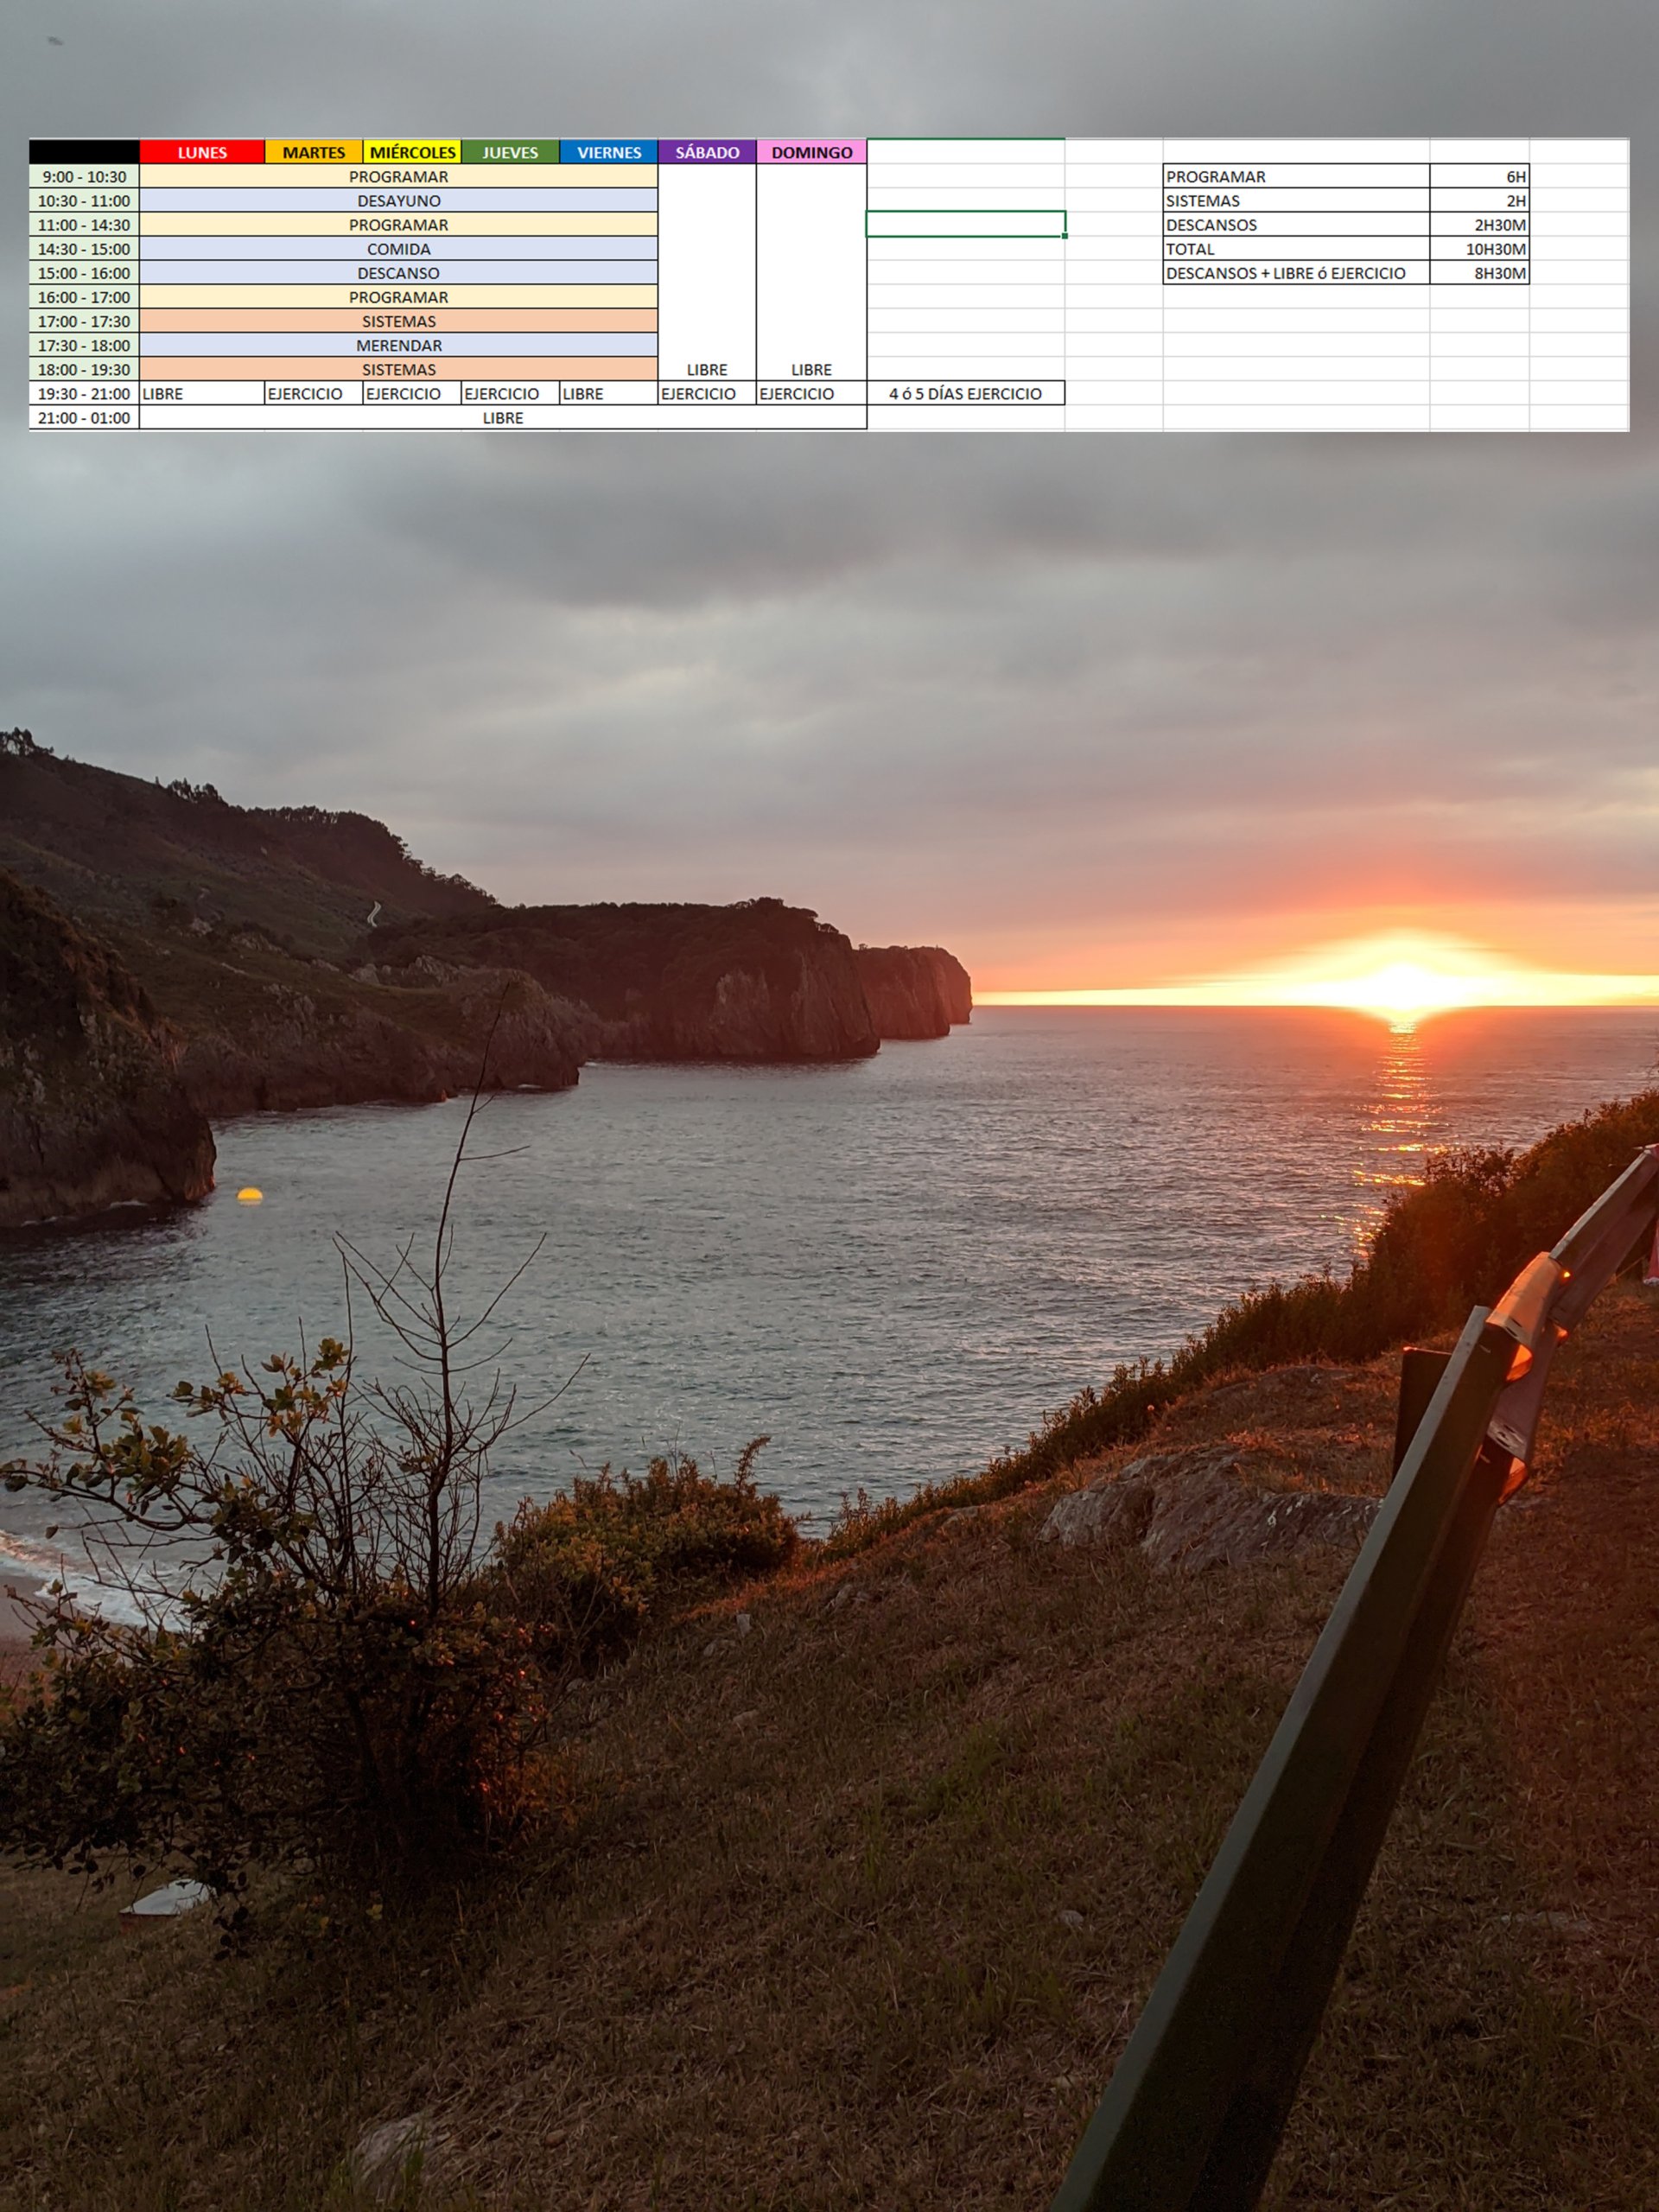 LUNES MARTES MIÉRCOLES JUEVES VIERNES SÁBADO DOMINGO
9:00 - 10:30 PROGRAMAR PROGRAMAR 6H
10:30 - 11:00 DESAYUNO SISTEMAS 2H
11:00 - 14:30 PROGRAMAR DESCANSOS 2H30M
14:30 - 15:00 COMIDA TOTAL 10H30M
15:00 - 16:00 DESCANSO DESCANSOS + LIBRE ó EJERCICIO 8H30M
16:00 - 17:00 PROGRAMAR
17:00 - 17:30 SISTEMAS
17:30 - 18:00 MERENDAR
18:00 - 19:30 SISTEMAS LIBRE LIBRE
19:30 - 21:00 LIBRE EJERCICIO EJERCICIO EJERCICIO LIBRE EJERCICIO EJERCICIO 4 ó 5 DÍAS EJERCICIO
21:00 - 01:00 LIBRE